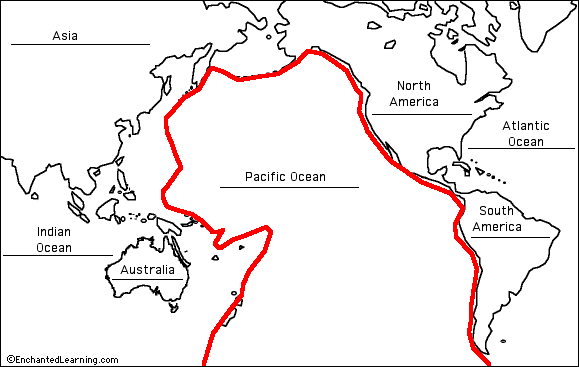 Asia
North
America
Atlantic
Ocean
Pacific Ocean
Indian
Ocean
South
America
Australia
©EnchantedLearning.com